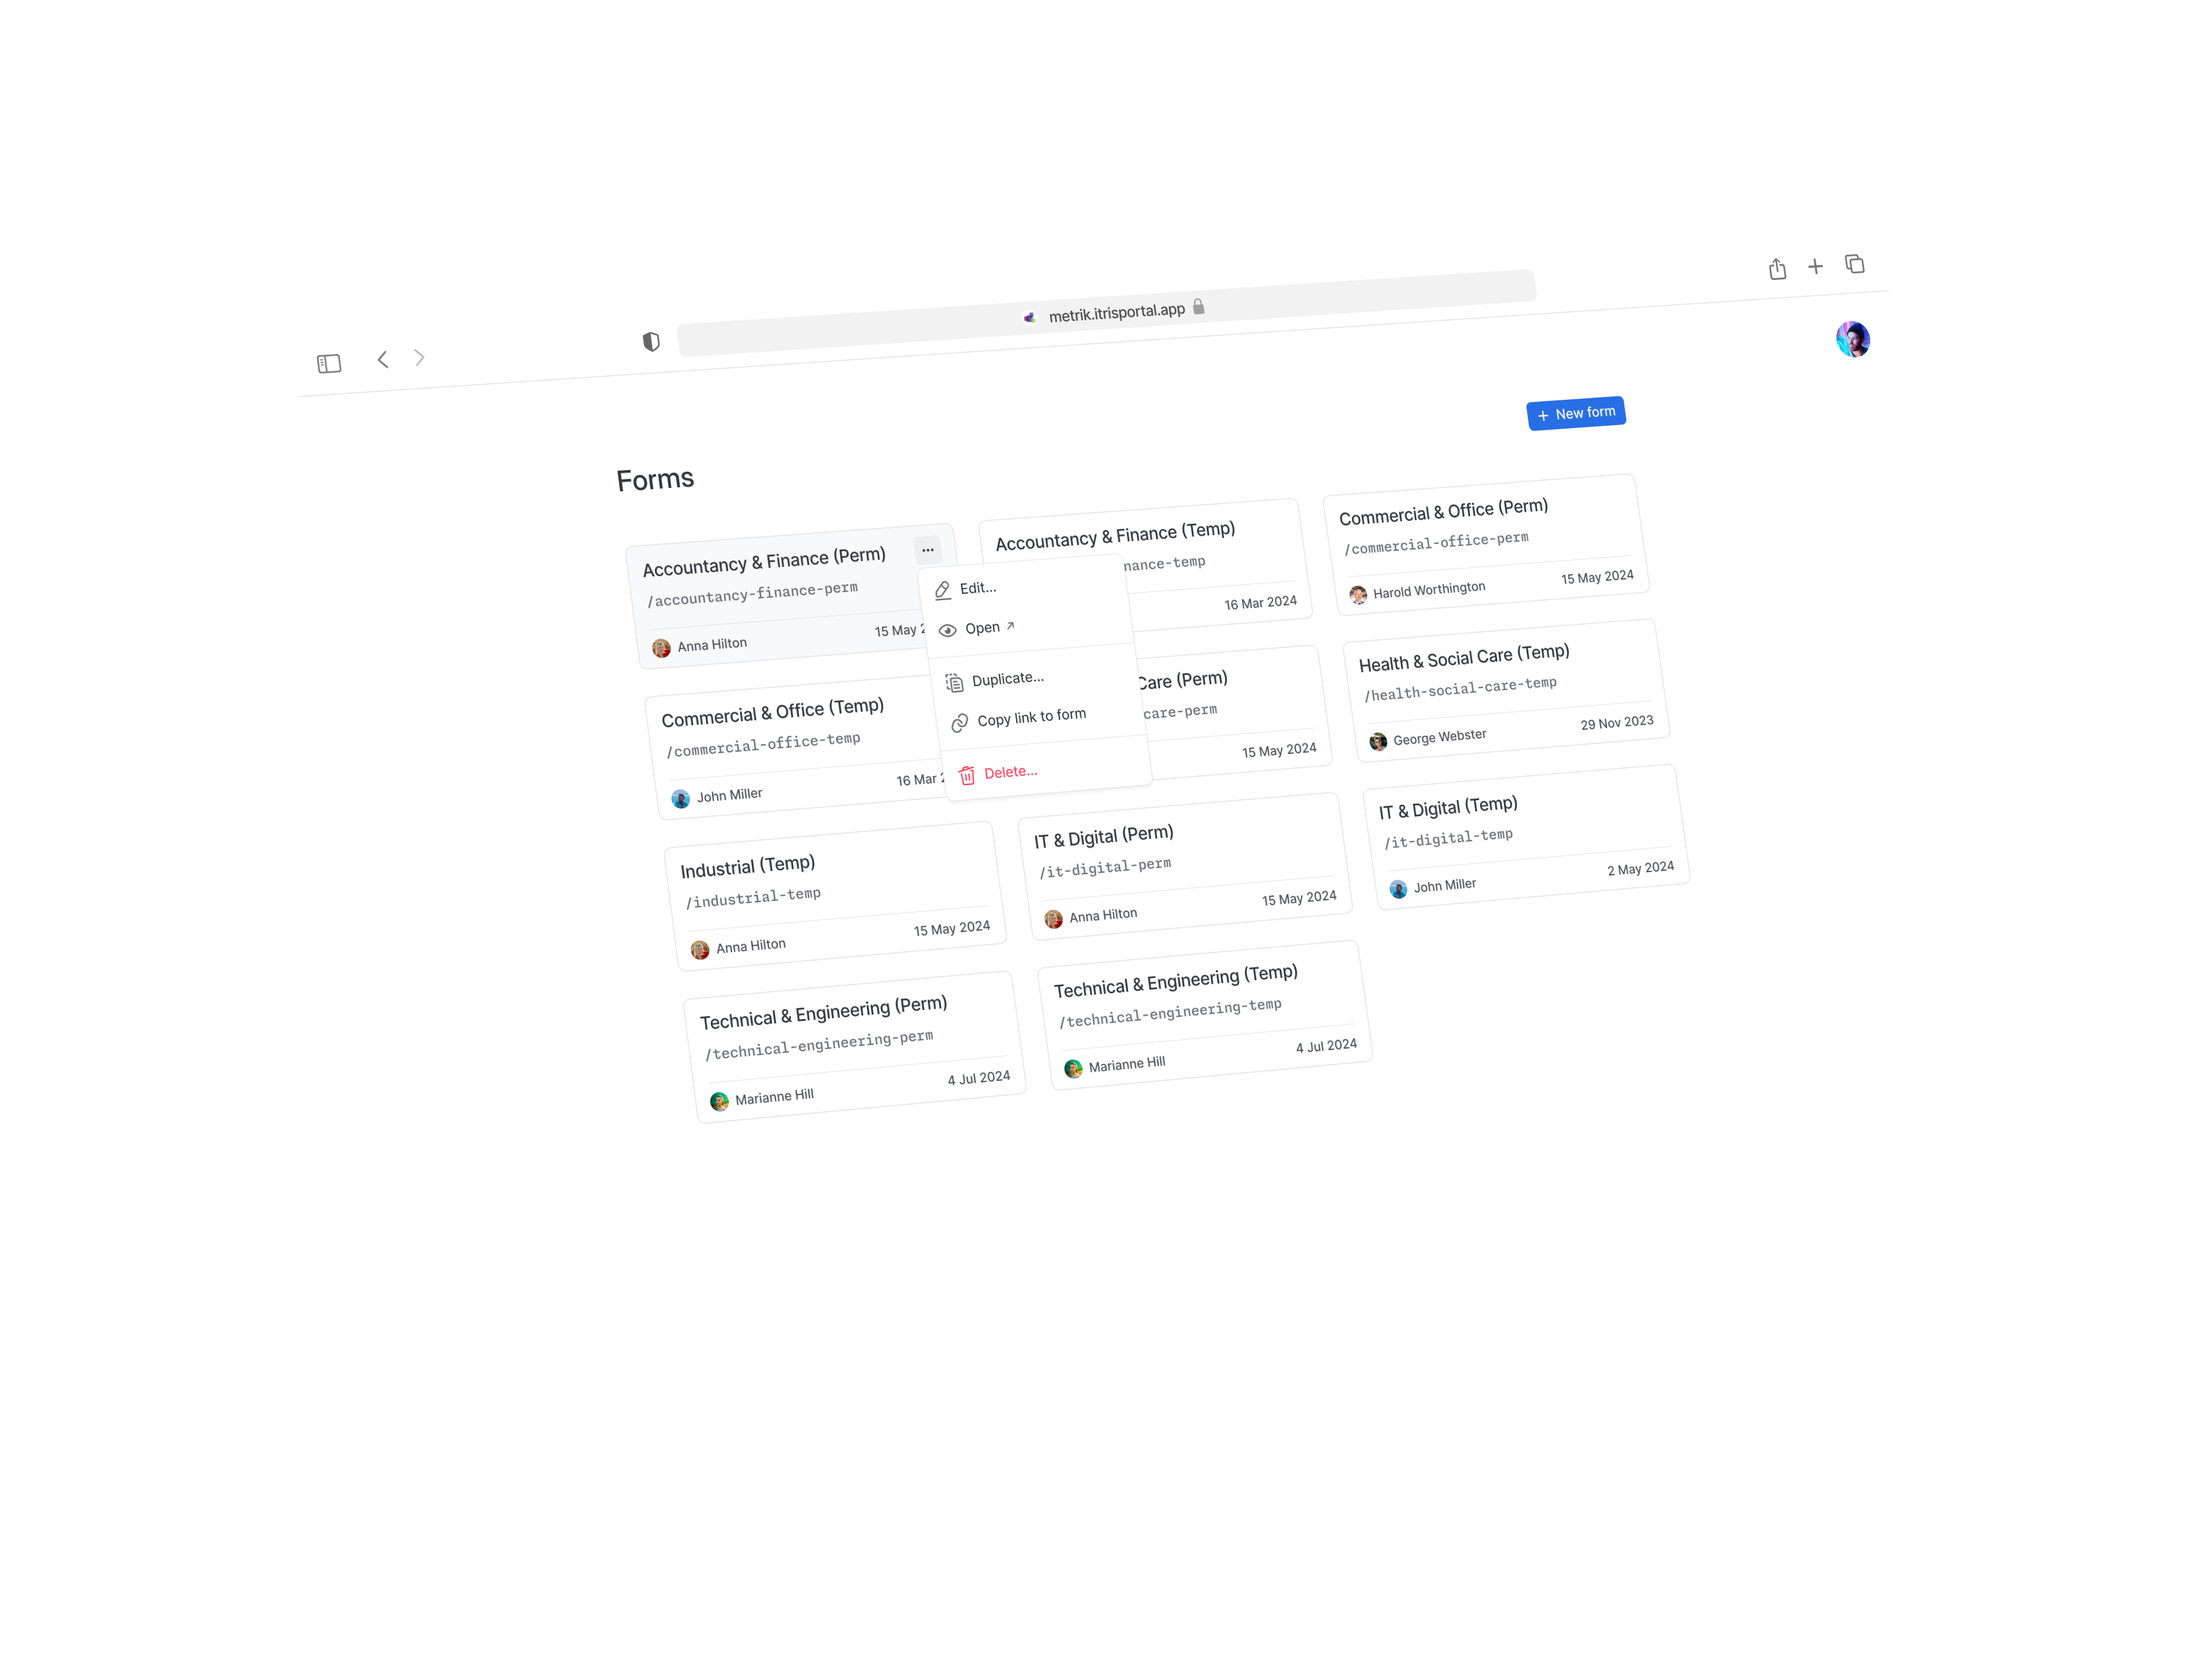 metrik.itrisportal.app
New form
Forms
Accountancy & Finance (Perm)
/accountancy-finance-perm
Anna Hilton
15 May
Edit...
Open
Duplicate...
Copy link to form
Delete...
Accountancy & Finance (Temp)
nance-temp
16 Mar 2024
Commercial & Office (Perm)
/commercial-office-perm
Harold Worthington
15 May 2024
Commercial & Office (Temp)
/commercial-office-temp
John Miller
16 Mar
Care (Perm)
care-perm
15 May 2024
Health & Social Care (Temp)
/health-social-care-temp
George Webster
29 Nov 2023
Industrial (Temp)
/industrial-temp
Anna Hilton
15 May 2024
IT & Digital (Perm)
/it-digital-perm
Anna Hilton
15 May 2024
IT & Digital (Temp)
/it-digital-temp
John Miller
2 May 2024
Technical & Engineering (Perm)
/technical-engineering-perm
Marianne Hill
4 Jul 2024
Technical & Engineering (Temp)
/technical-engineering-temp
Marianne Hill
4 Jul 2024